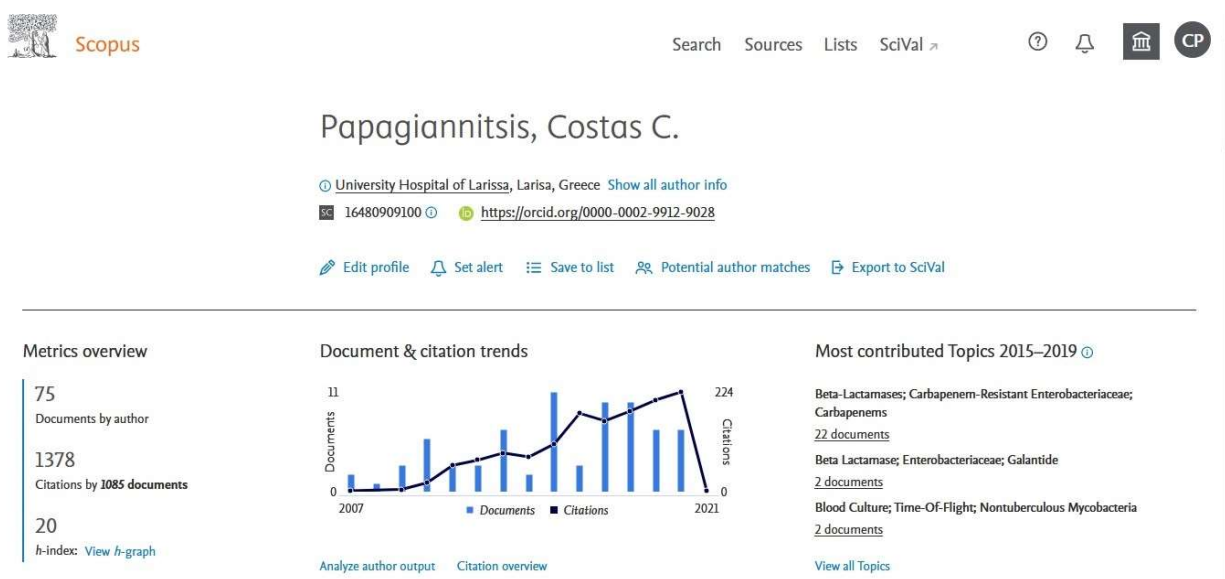 Scopus
Search Sources Lists SciVal ↗
CP
Papagiannitsis, Costas C.
University Hospital of Larissa, Larisa, Greece Show all author info
SC 16480909100 iD https://orcid.org/0000-0002-9912-9028
Edit profile Set alert Save to list Potential author matches Export to SciVal
Metrics overview
75
Documents by author
1378
Citations by 1085 documents
20
h-index: View h-graph
Document & citation trends
11
224
Documents
Citations
0
0
2007
2021
Documents Citations
Analyze author output Citation overview
Most contributed Topics 2015–2019
Beta-Lactamases; Carbapenem-Resistant Enterobacteriaceae;
Carbapenems
22 documents
Beta Lactamase; Enterobacteriaceae; Galantide
2 documents
Blood Culture; Time-Of-Flight; Nontuberculous Mycobacteria
2 documents
View all Topics